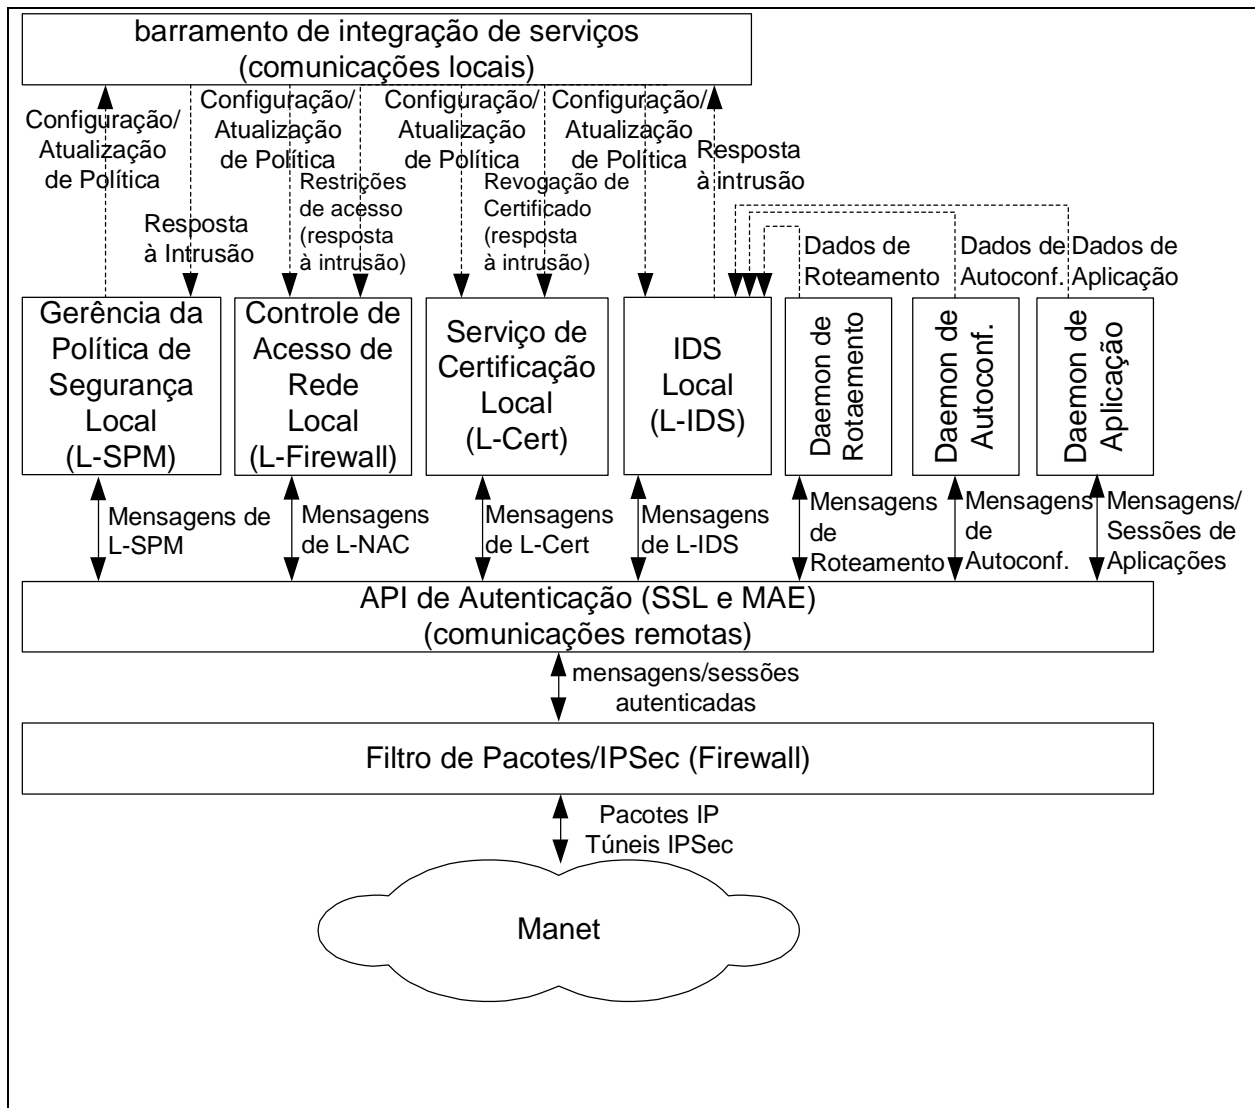 barramento de integração de serviços
(comunicações locais)
Configuração/
Atualização
de Política
Resposta
à Intrusão
Configuração/
Atualização
de Política
Restrições
de acesso
(resposta
à intrusão)
Configuração/
Atualização
de Política
Revogação de
Certificado
(resposta
à intrusão)
Configuração/
Atualização
de Política
Resposta
à intrusão
Dados de
Roteamento
Dados de
Autoconf.
Dados de
Aplicação
Gerência da
Política de
Segurança
Local
(L-SPM)
Controle de
Acesso de
Rede
Local
(L-Firewall)
Serviço de
Certificação
Local
(L-Cert)
IDS
Local
(L-IDS)
Daemon de
Rotaemento
Daemon de
Autoconf.
Daemon de
Aplicação
Mensagens de
L-SPM
Mensagens
de L-NAC
Mensagens
de L-Cert
Mensagens
de L-IDS
Mensagens
de
Roteamento
Mensagens
de
Autoconf.
Mensagens/
Sessões de
Aplicações
API de Autenticação (SSL e MAE)
(comunicações remotas)
mensagens/sessões
autenticadas
Filtro de Pacotes/IPSec (Firewall)
Pacotes IP
Túneis IPSec
Manet